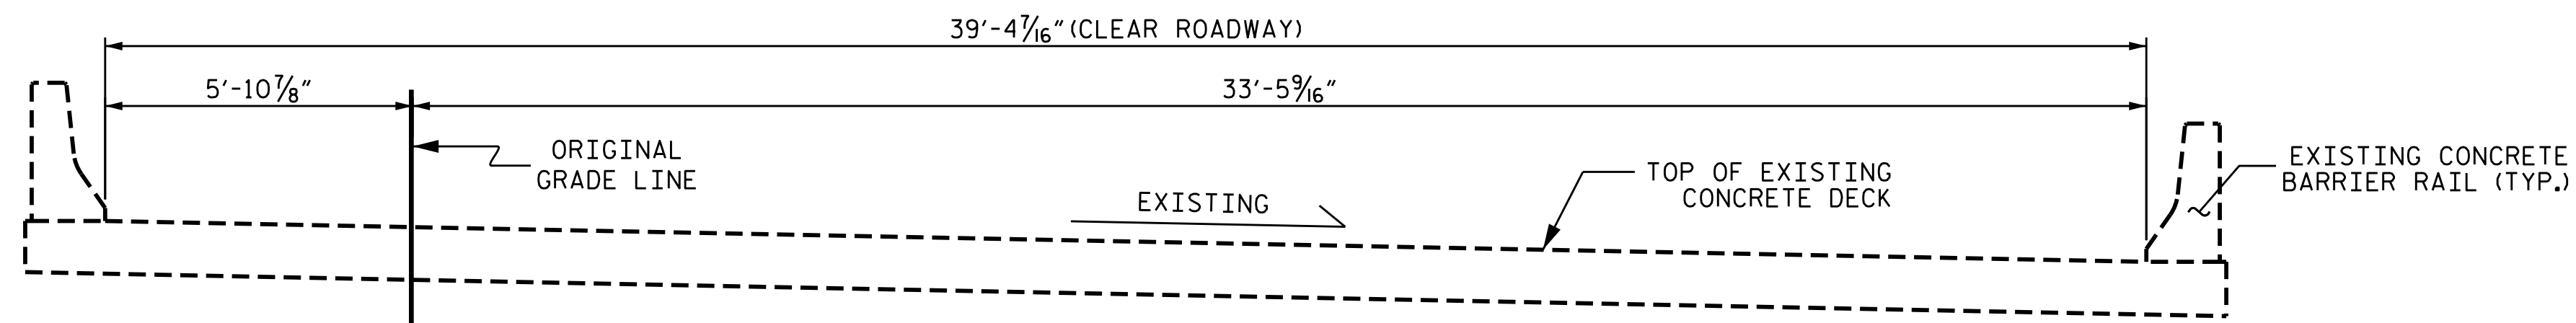 39'-4 7/16" (CLEAR ROADWAY)
5'-10 7/8"
33'-5 9/16"
ORIGINAL
GRADE LINE
EXISTING
TOP OF EXISTING
CONCRETE DECK
EXISTING CONCRETE
BARRIER RAIL (TYP.)